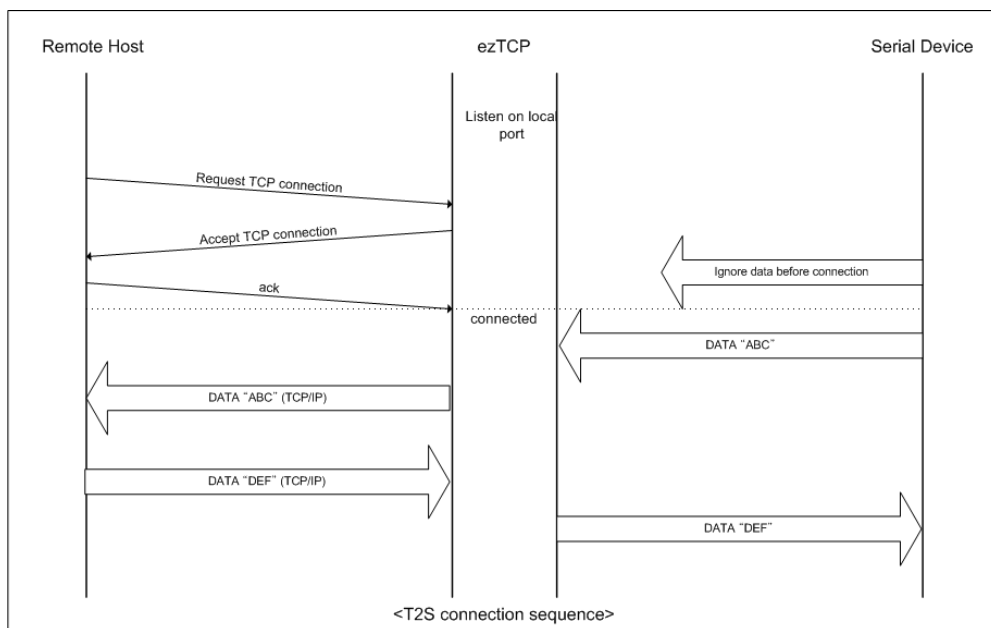 Remote Host
ezTCP
Serial Device
Listen on local
port
Request TCP connection
Accept TCP connection
Ignore data before connection
ack
connected
DATA “ABC”
DATA “ABC” (TCP/IP)
DATA “DEF” (TCP/IP)
DATA “DEF”
<T2S connection sequence>